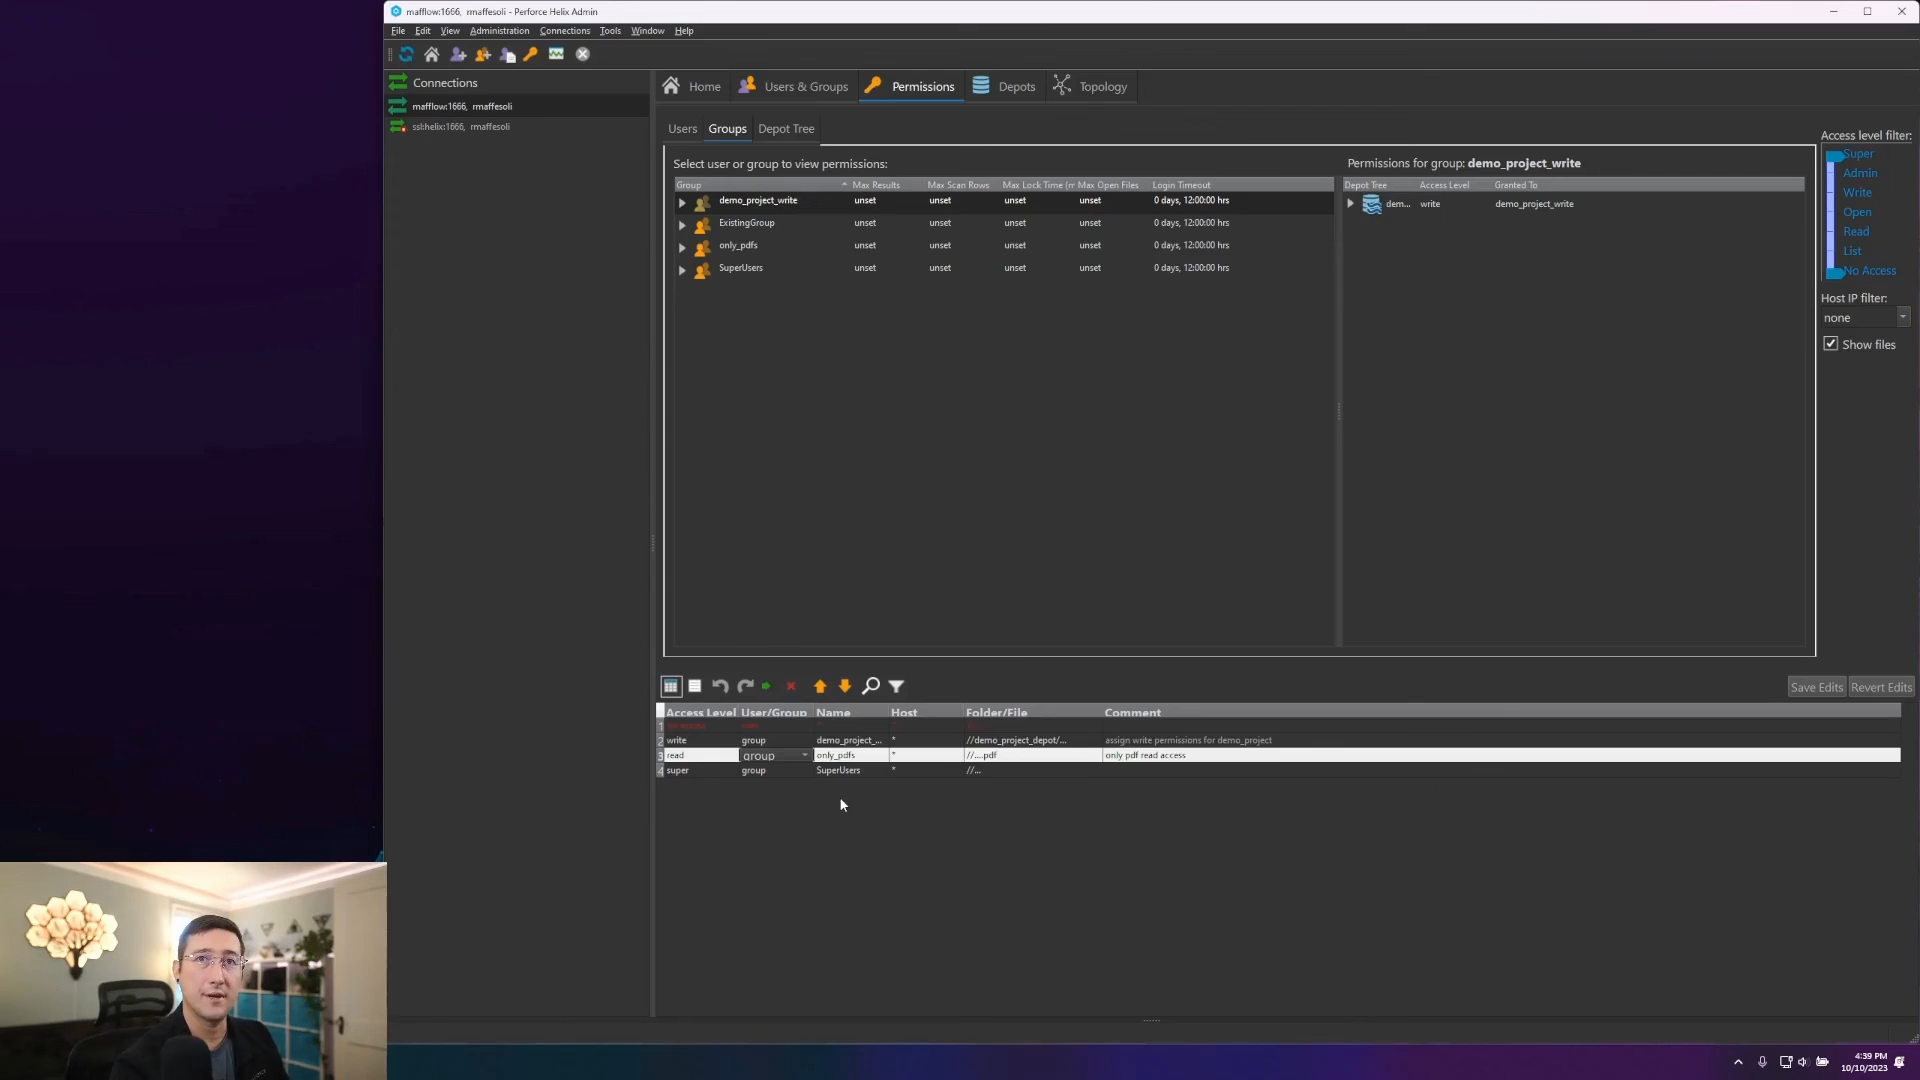 mafflow:1666, rmaffesoli - Perforce Helix Admin
File Edit View Administration Connections Tools Window Help
Connections
mafflow:1666, rmaffesoli
ssl:helix:1666, rmaffesoli
Home Users & Groups Permissions Depots Topology
Users Groups Depot Tree
Select user or group to view permissions:
Group Max Results Max Scan Rows Max Lock Time (m Max Open Files Login Timeout
demo_project_write unset unset unset unset 0 days, 12:00:00 hrs
ExistingGroup unset unset unset unset 0 days, 12:00:00 hrs
only_pdfs unset unset unset unset 0 days, 12:00:00 hrs
SuperUsers unset unset unset unset 0 days, 12:00:00 hrs
Permissions for group: demo_project_write
Depot Tree Access Level Granted To
dem... write demo_project_write
Access level filter:
Super
Admin
Write
Open
Read
List
No Access
Host IP filter:
none
Show files
Save Edits Revert Edits
Access Level User/Group Name Host Folder/File Comment
1
2 write group demo_project_... * //demo_project_depot/... assign write permissions for demo_project
3 read group only_pdfs * //....pdf only pdf read access
4 super group SuperUsers * //...
4:39 PM
10/10/2023